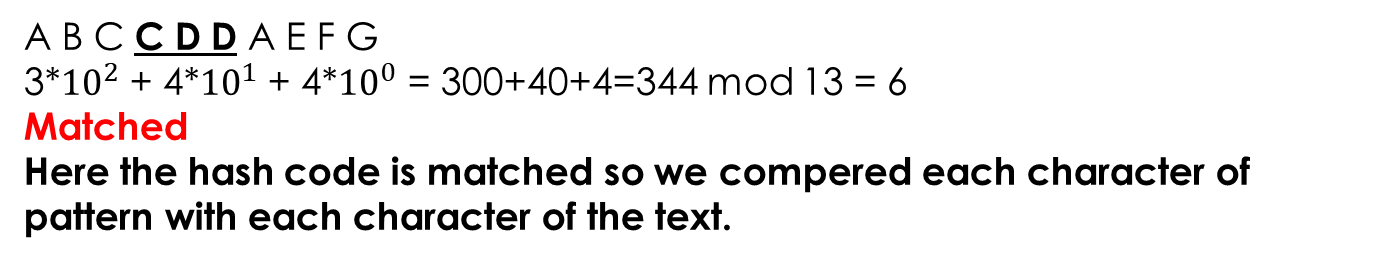 A B C C D D A E F G
3*10² + 4*10¹ + 4*10⁰ = 300+40+4=344 mod 13 = 6
Matched
Here the hash code is matched so we compered each character of
pattern with each character of the text.